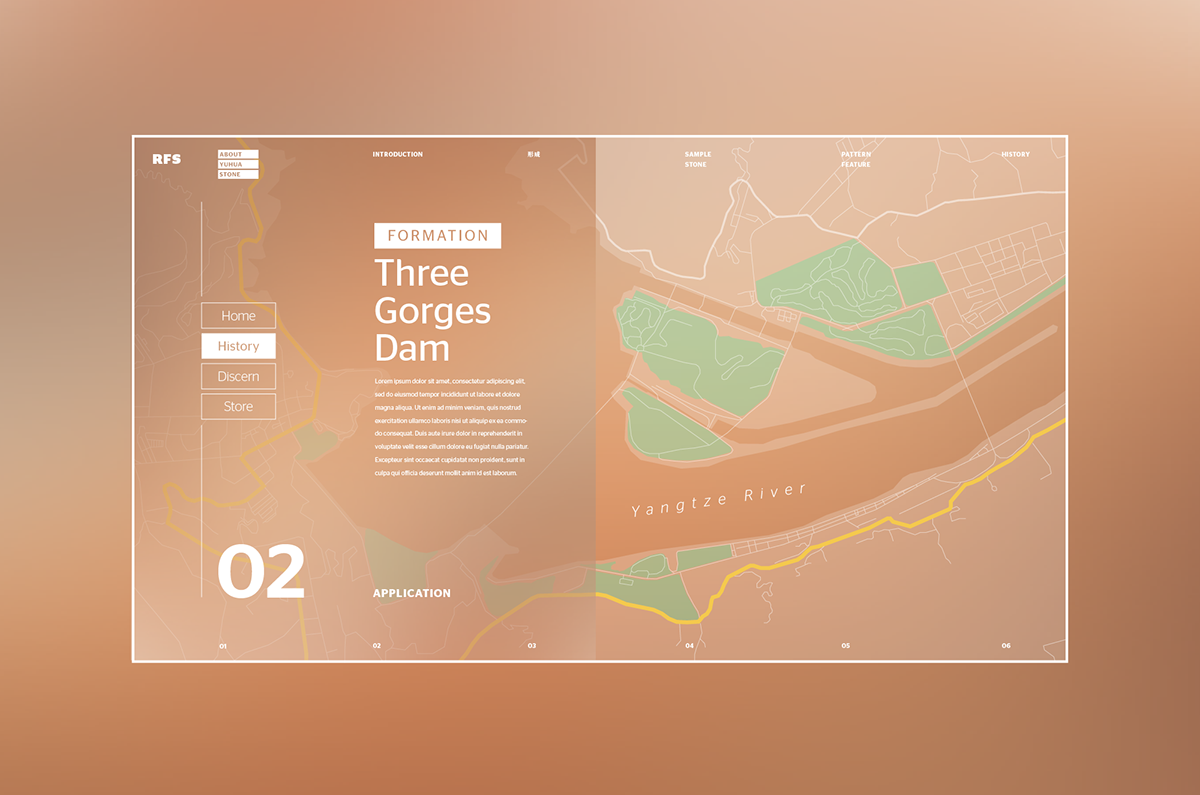 RFS
ABOUT
YUHUA
STONE
INTRODUCTION
SAMPLE
STONE
PATTERN
FEATURE
HISTORY
FORMATION
Three
Gorges
Dam
Home
History
Discern
Store
Lorem ipsum dolor sit amat, consectetur adipiscing elit,
sed do eiusmod tempor incididunt ut labore et dolore
magna aliqua. Ut enim ad minim veniam, quis nostrud
exercitation ullamco laboris nisi ut aliquip ex ea commo-
do consequat. Duis aute irure dolor in reprehenderit in
voluptate velit esse cillum dolore eu fugiat nulla pariatur.
Excepteur sint occaecat cupidatat non proident, sunt in
culpa qui officia deserunt mollit anim id est laborum.
Yangtze River
02
APPLICATION
01
02
03
04
05
06